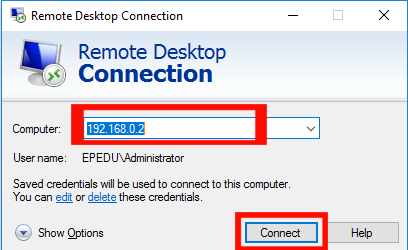 Remote Desktop Connection
Remote Desktop
Connection
Computer: 192.168.0.2
User name: EPEDU\Administrator
Saved credentials will be used to connect to this computer.
You can edit or delete these credentials.
Show Options Connect Help